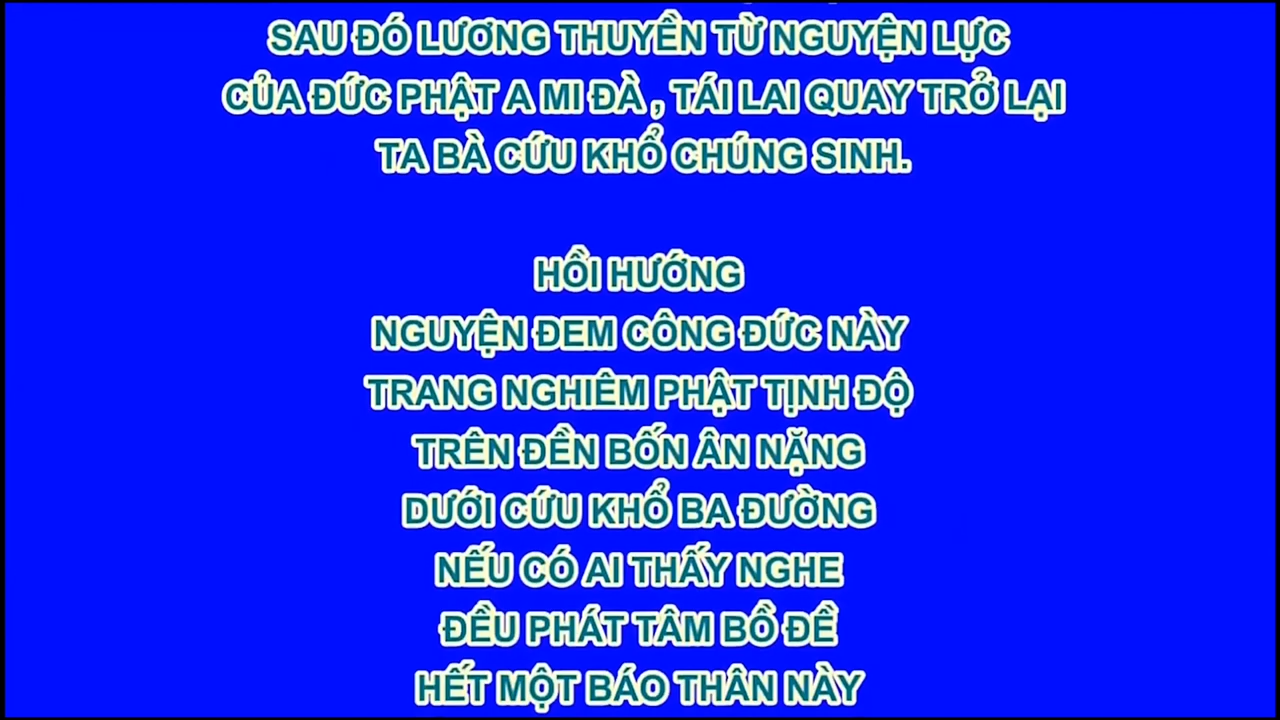 SAU ĐÓ LƯƠNG THUYỀN TỪ NGUYỆN LỰC
CỦA ĐỨC PHẬT A MI ĐÀ , TÁI LAI QUAY TRỞ LẠI
TA BÀ CỨU KHỔ CHÚNG SINH.
HỒI HƯỚNG
NGUYỆN ĐEM CÔNG ĐỨC NÀY
TRANG NGHIÊM PHẬT TỊNH ĐỘ
TRÊN ĐỀN BỐN ÂN NẶNG
DƯỚI CỨU KHỔ BA ĐƯỜNG
NẾU CÓ AI THẤY NGHE
ĐỀU PHÁT TÂM BỒ ĐỀ
HẾT MỘT BÁO THÂN NÀY